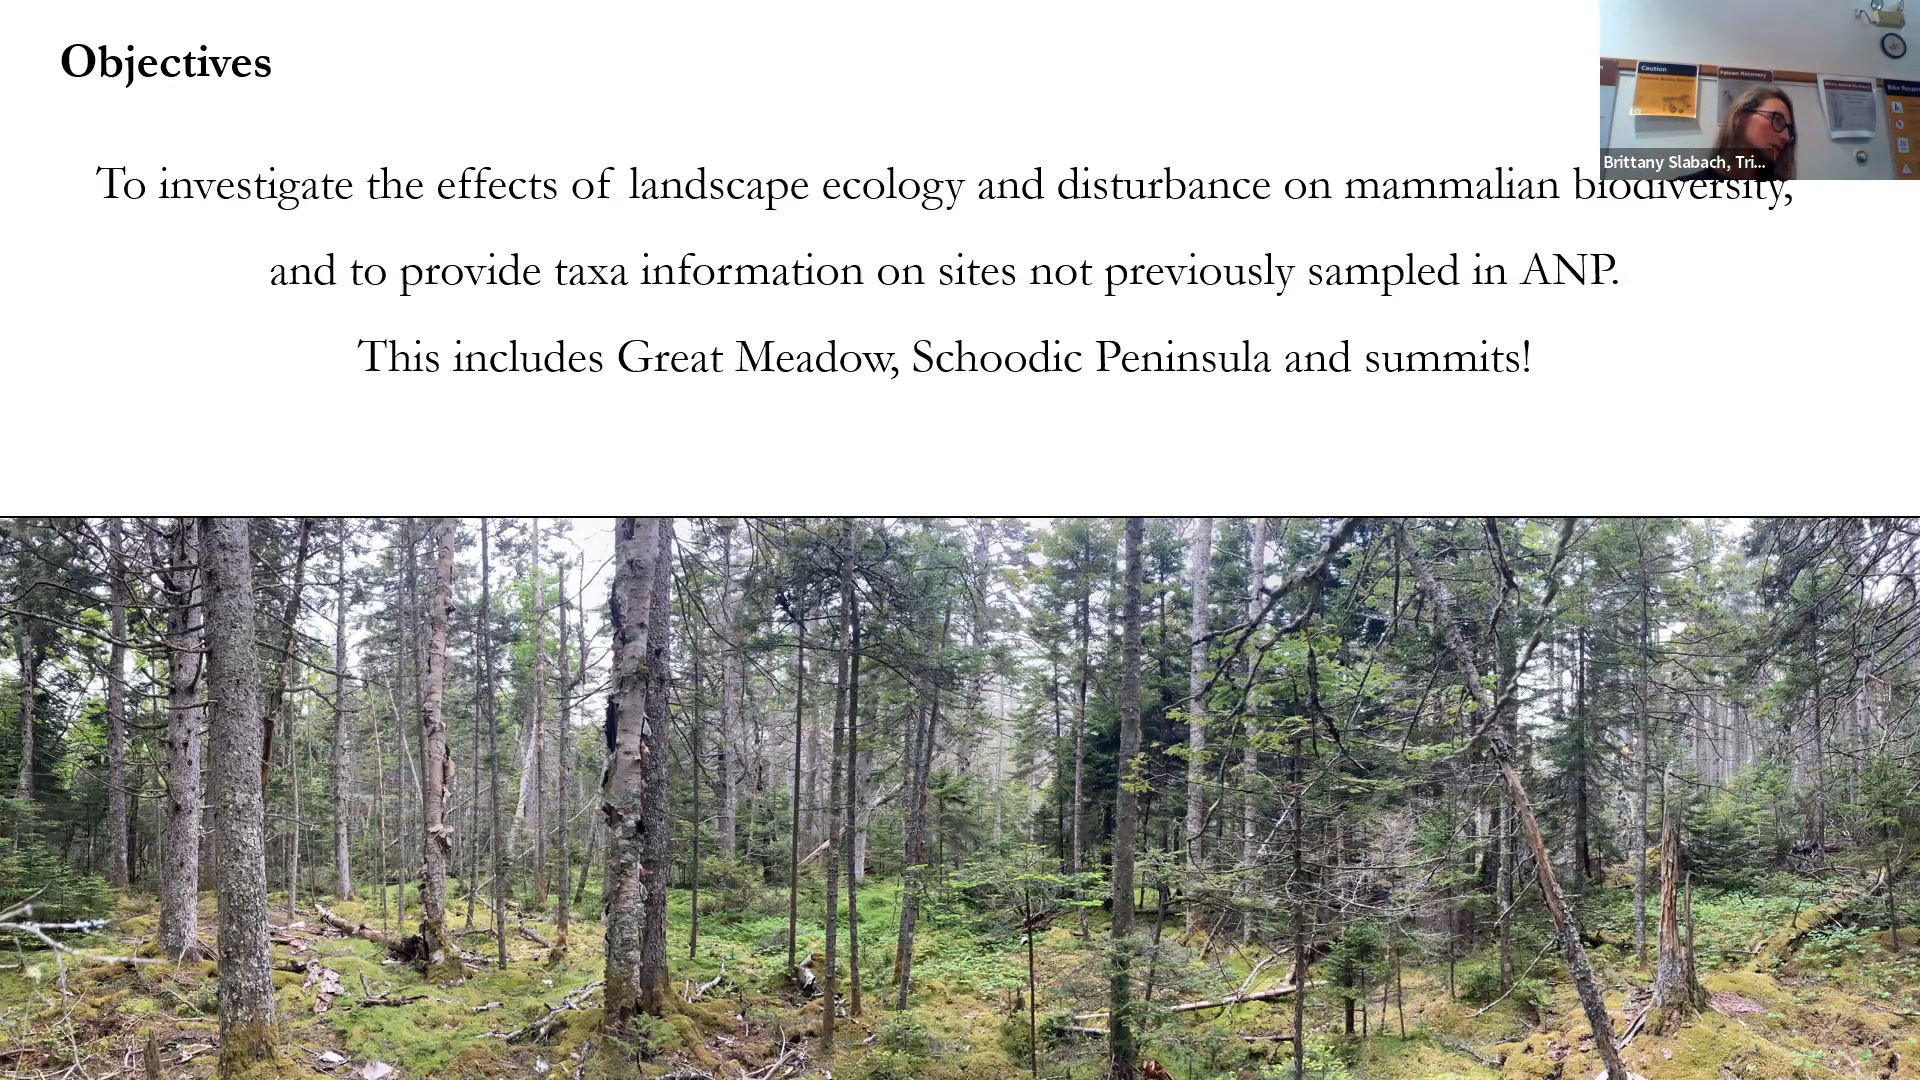 Objectives
To investigate the effects of landscape ecology and disturbance on mammalian biodiversity,
and to provide taxa information on sites not previously sampled in ANP.
This includes Great Meadow, Schoodic Peninsula and summits!
Caution
Falcon Recovery
Brittany Slabach, Tri...